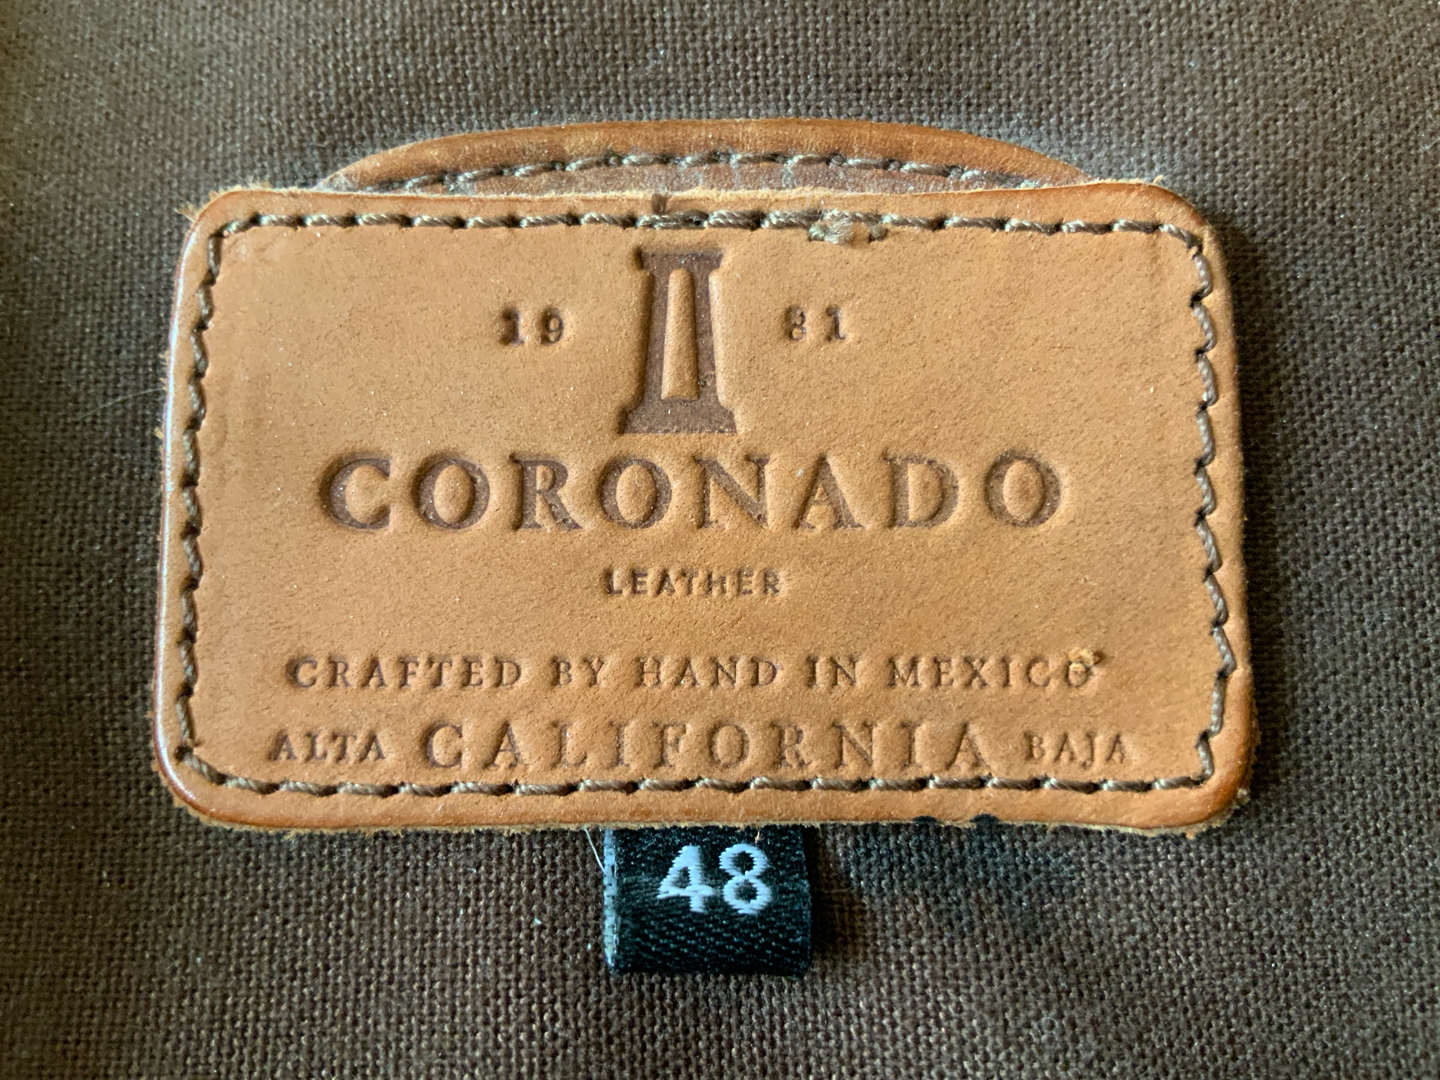 19 81
CORONADO
LEATHER
CRAFTED BY HAND IN MEXICO
ALTA CALIFORNIA BAJA
48